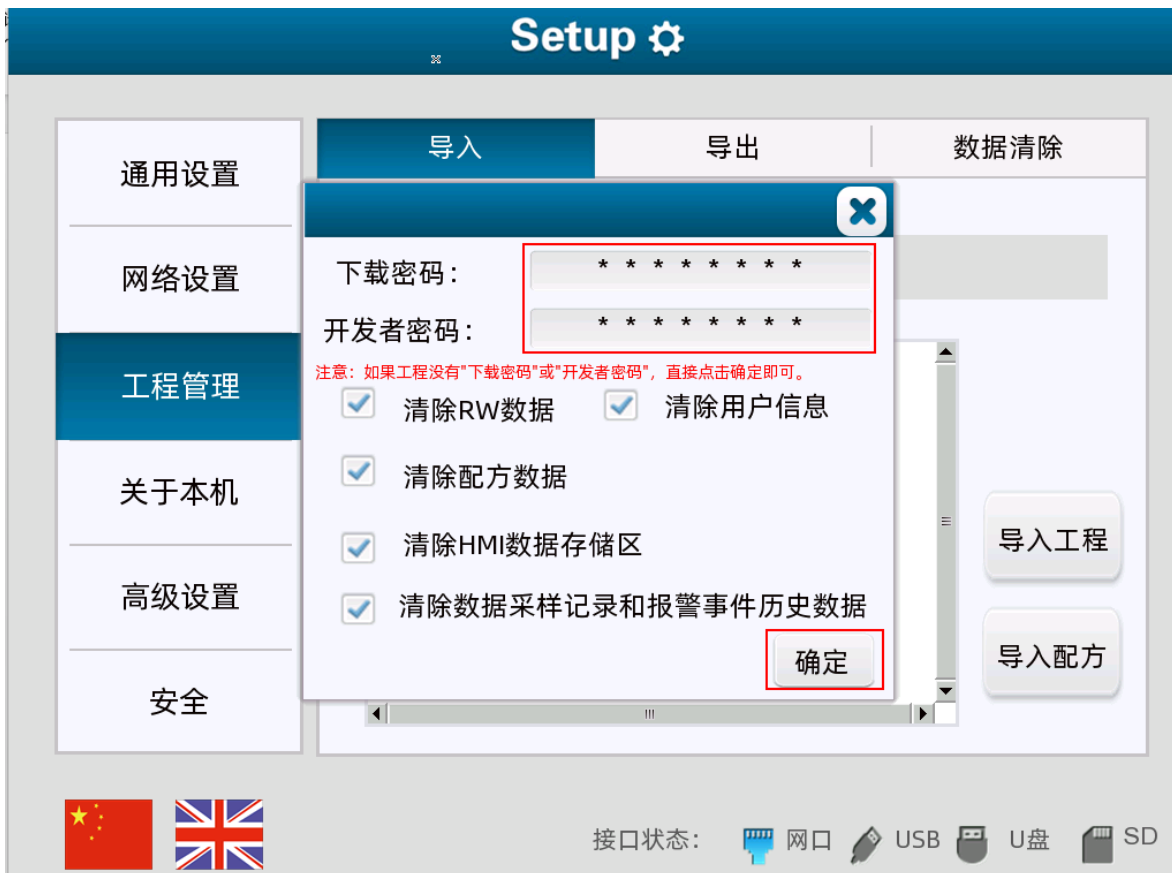 Setup
通用设置
网络设置
工程管理
关于本机
高级设置
安全
导入
导出
数据清除
下载密码：
* * * * * * * *
开发者密码：
* * * * * * * *
注意：如果工程没有"下载密码"或"开发者密码"，直接点击确定即可。
清除RW数据
清除用户信息
清除配方数据
清除HMI数据存储区
清除数据采样记录和报警事件历史数据
确定
导入工程
导入配方
接口状态：
网口
USB
U盘
SD